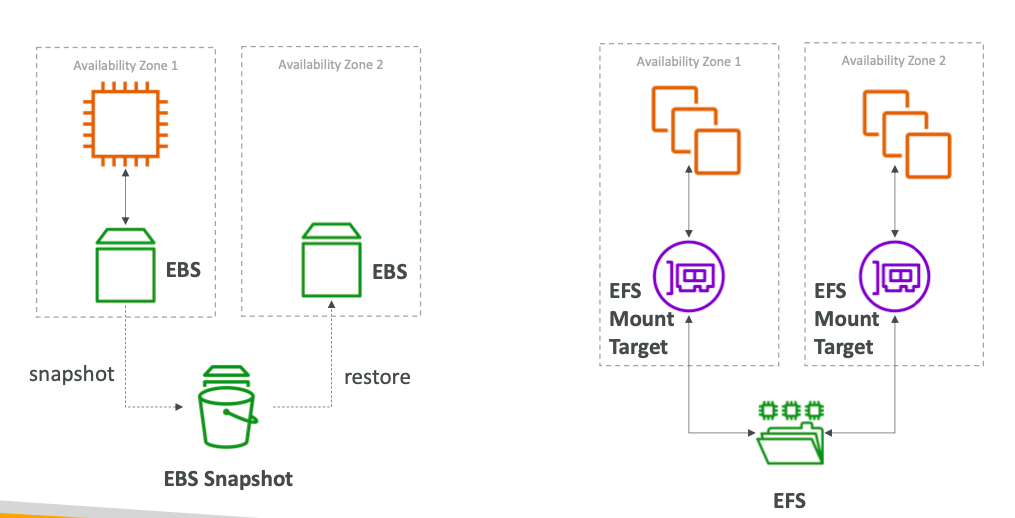 Availability Zone 1
Availability Zone 2
EBS
EBS
snapshot
restore
EBS Snapshot
Availability Zone 1
Availability Zone 2
EFS
Mount
Target
EFS
Mount
Target
EFS